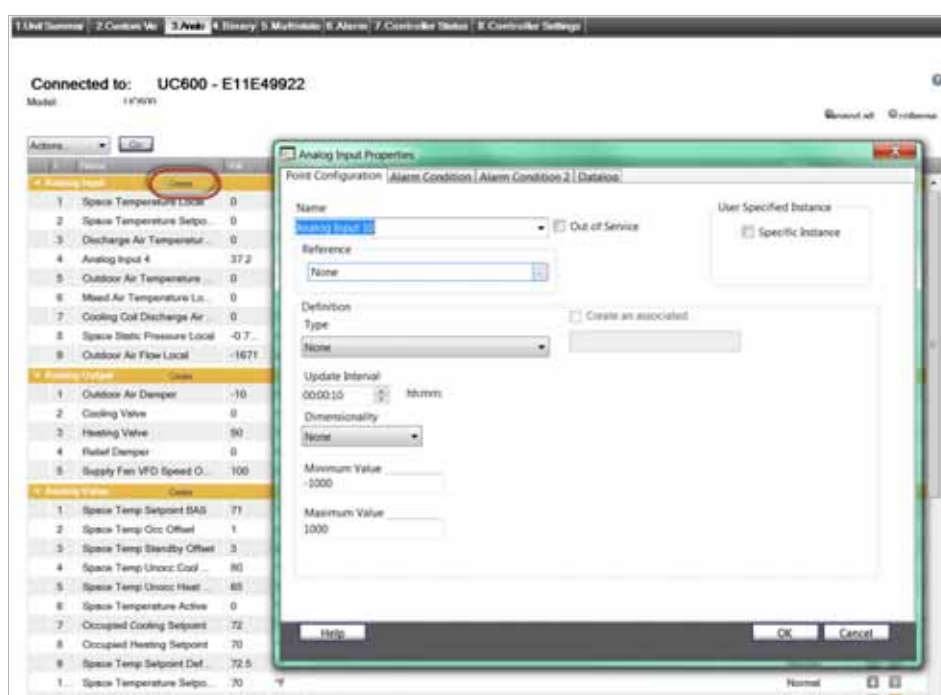 1.Unit Summar 2.Custom Vie 3.Analo 4.Binary 5.Multistate 6.Alarm 7.Controller Status 8.Controller Settings
Connected to: UC600 - E11E49922
Model: UC600
Actions...
Analog Input Create
1 Space Temperature Local 0
2 Space Temperature Setpo... 0
3 Discharge Air Temperatur... 0
4 Analog Input 4 37.2
5 Outdoor Air Temperature ... 0
6 Mixed Air Temperature Lo... 0
7 Cooling Coil Discharge Air ... 0
8 Space Static Pressure Local -0.7...
9 Outdoor Air Flow Local -1671
Analog Output Create
1 Outdoor Air Damper -10
2 Cooling Valve 0
3 Heating Valve 50
4 Relief Damper 0
5 Supply Fan VFD Speed O... 100
Analog Value Create
1 Space Temp Setpoint BAS 71
2 Space Temp Occ Offset 1
3 Space Temp Standby Offset 3
4 Space Temp Unocc Cool ... 80
5 Space Temp Unocc Heat ... 65
6 Space Temperature Active 0
7 Occupied Cooling Setpoint 72
8 Occupied Heating Setpoint 70
9 Space Temp Setpoint Def... 72.5
1... Space Temperature Setpo... 70 Normal
Analog Input Properties
Point Configuration Alarm Condition Alarm Condition 2 Datalog
Name
Analog Input 10
Out of Service
User Specified Instance
Specific Instance
Reference
None
Definition
Type
None
Create an associated
Update Interval
00:00:10 hh:mm:
Dimensionality
None
Minimum Value
-1000
Maximum Value
1000
Help OK Cancel